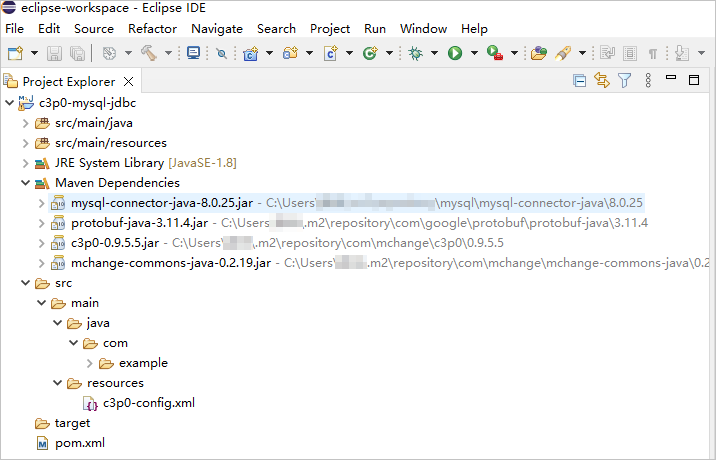 eclipse-workspace - Eclipse IDE
File Edit Source Refactor Navigate Search Project Run Window Help
Project Explorer
c3p0-mysql-jdbc
src/main/java
src/main/resources
JRE System Library [JavaSE-1.8]
Maven Dependencies
mysql-connector-java-8.0.25.jar - C:\Users\ \mysql\mysql-connector-java\8.0.25
protobuf-java-3.11.4.jar - C:\Users .m2\repository\com\google\protobuf\protobuf-java\3.11.4
c3p0-0.9.5.5.jar - C:\Users\ .m2\repository\com\mchange\c3p0\0.9.5.5
mchange-commons-java-0.2.19.jar - C:\Users\ .m2\repository\com\mchange\mchange-commons-java\0.2
src
main
java
com
example
resources
c3p0-config.xml
target
pom.xml